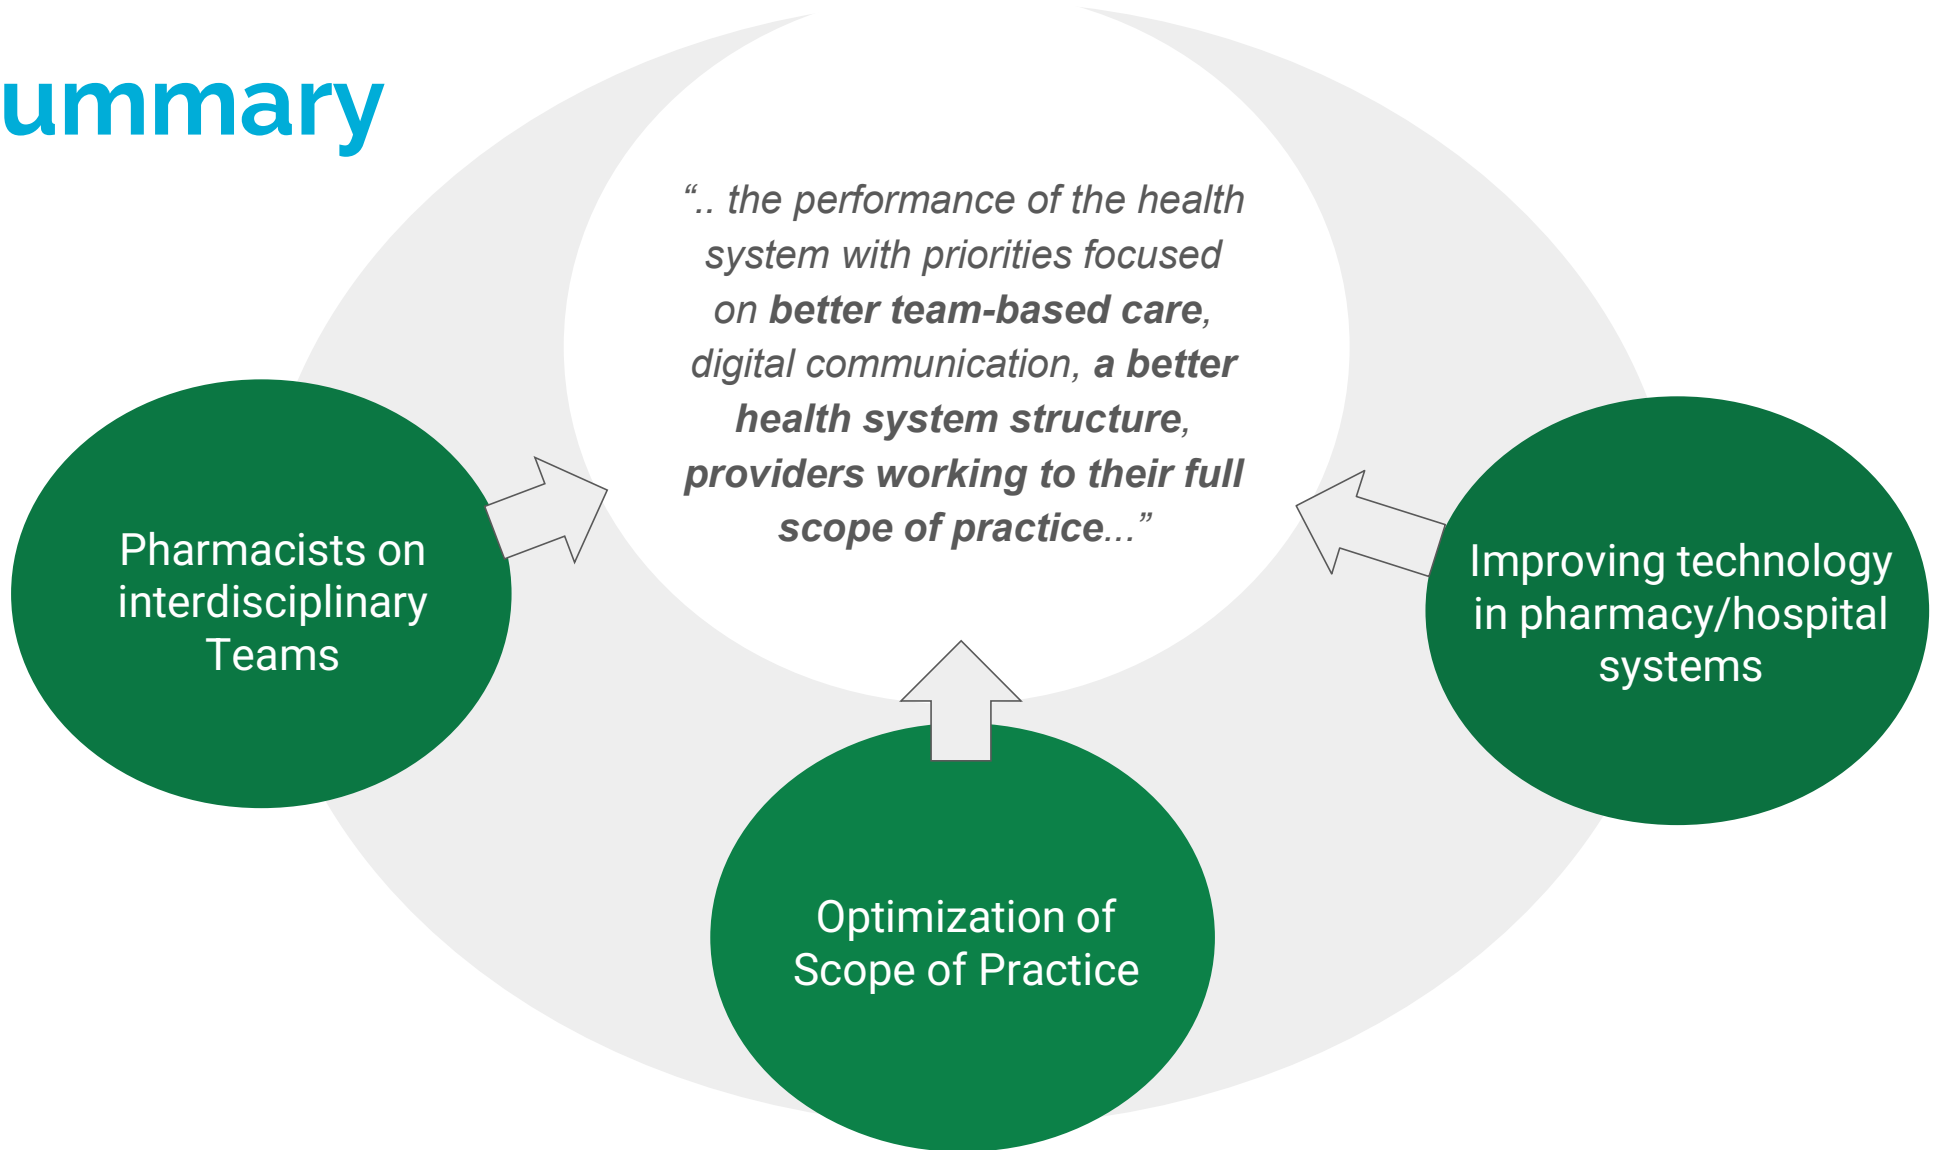 ummary
“.. the performance of the health
system with priorities focused
on better team-based care,
digital communication, a better
health system structure,
providers working to their full
scope of practice...”
Pharmacists on
interdisciplinary
Teams
Improving technology
in pharmacy/hospital
systems
Optimization of
Scope of Practice